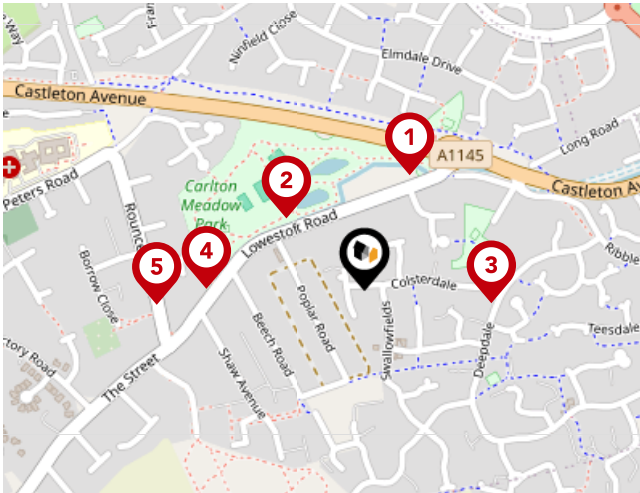 Way
Fran
Ninfield Close
Elmdale Drive
Castleton Avenue
1
A1145
Long Road
Peters Road
Carlton
Meadow
Park
2
Castleton Av
Lowestoft Road
Rounce
4
3
5
Ribble
Borrow Close
Colsterdale
Poplar Road
Swallowfields
Teesdale
Beech Road
Deepdale
ctory Road
The Street
Shaw Avenue